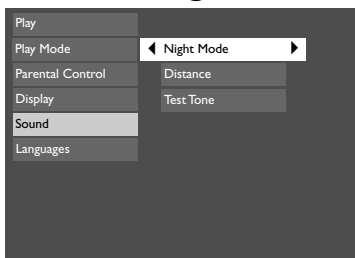 Play
Play Mode
Night Mode
Parental Control
Distance
Display
Test Tone
Sound
Languages